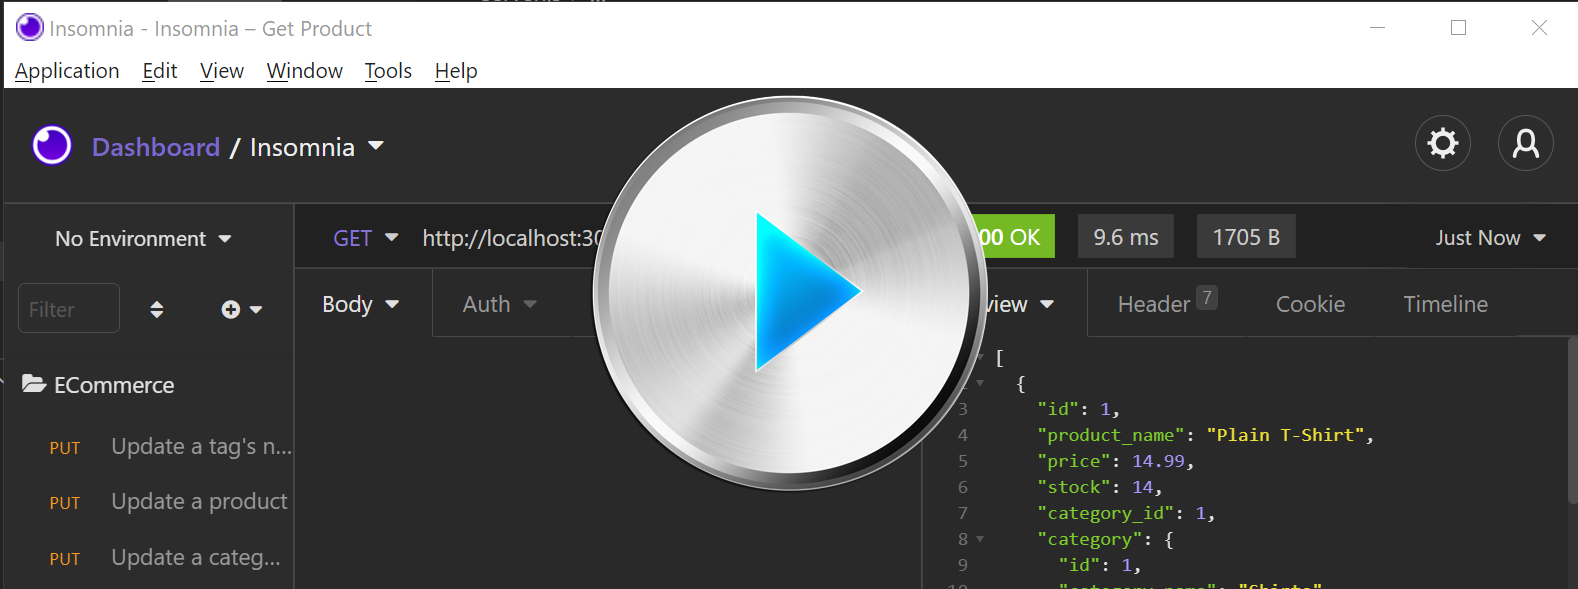 Insomnia - Insomnia – Get Product
Application Edit View Window Tools Help
Dashboard / Insomnia
No Environment
GET http://localhost:30
00 OK 9.6 ms 1705 B Just Now
Filter
Body Auth
view Header 7 Cookie Timeline
ECommerce
PUT Update a tag's n...
PUT Update a product
PUT Update a categ...
[
{
3 "id": 1,
4 "product_name": "Plain T-Shirt",
5 "price": 14.99,
6 "stock": 14,
7 "category_id": 1,
8 "category": {
9 "id": 1,
10 "category_name": "Shirts"